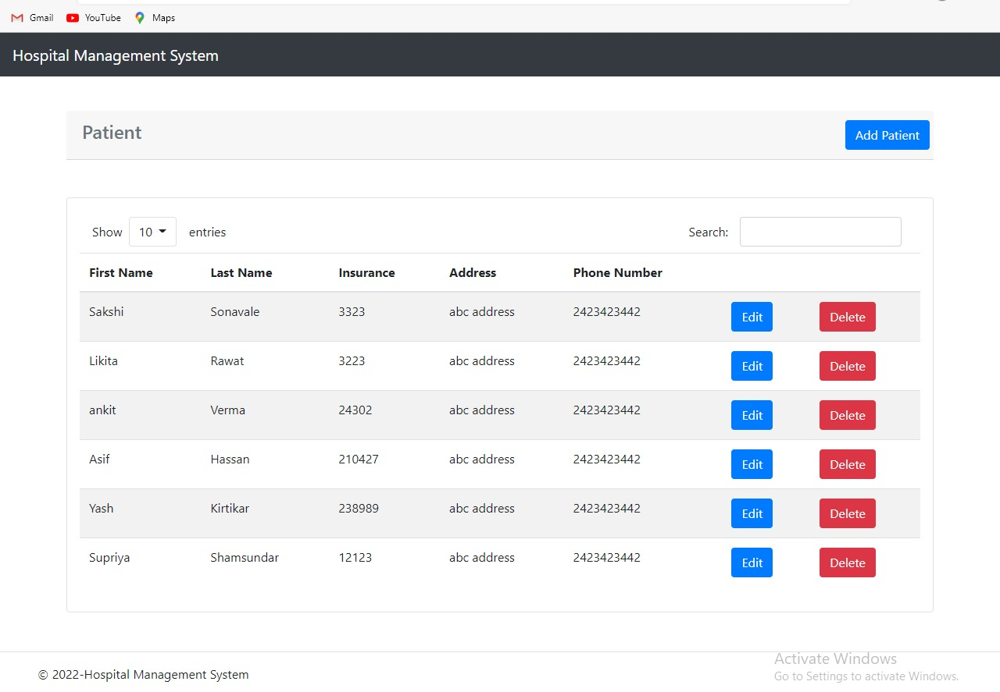 Gmail YouTube Maps
Hospital Management System
Patient Add Patient
Show 10 entries Search:
First Name Last Name Insurance Address Phone Number
Sakshi Sonavale 3323 abc address 2423423442 Edit Delete
Likita Rawat 3223 abc address 2423423442 Edit Delete
ankit Verma 24302 abc address 2423423442 Edit Delete
Asif Hassan 210427 abc address 2423423442 Edit Delete
Yash Kirtikar 238989 abc address 2423423442 Edit Delete
Supriya Shamsundar 12123 abc address 2423423442 Edit Delete
Activate Windows
© 2022-Hospital Management System Go to Settings to activate Windows.